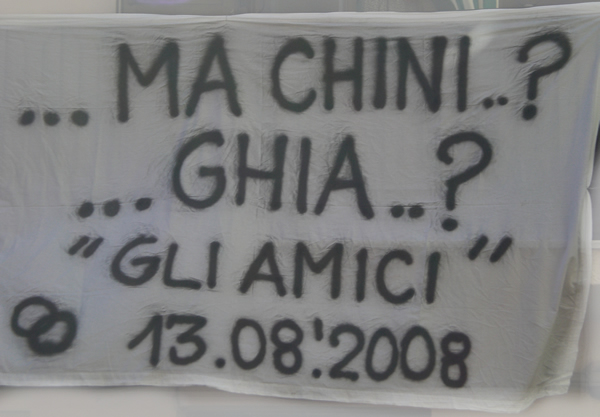 ... MA CHINI..?
... GHIA..?
"GLI AMICI"
13.08.'2008